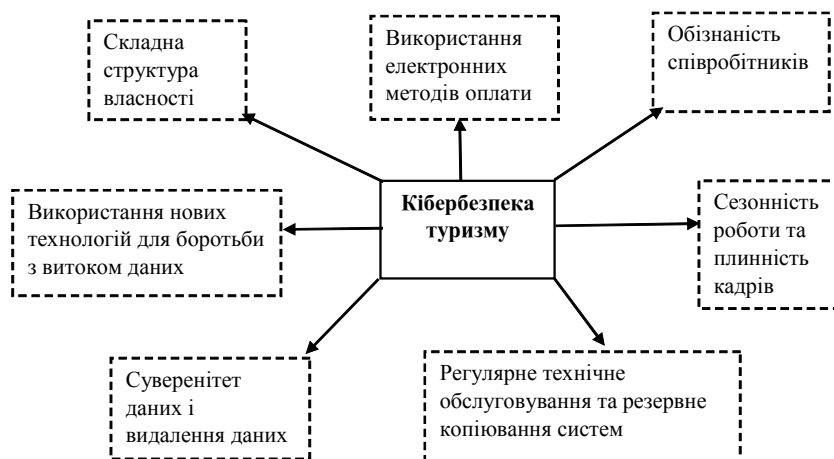 Складна
структура
власності
Використання
електронних
методів оплати
Обізнаність
співробітників
Кібербезпека
туризму
Використання нових
технологій для боротьби
з витоком даних
Сезонність
роботи та
плинність
кадрів
Суверенітет
даних і
видалення даних
Регулярне технічне
обслуговування та резервне
копіювання систем